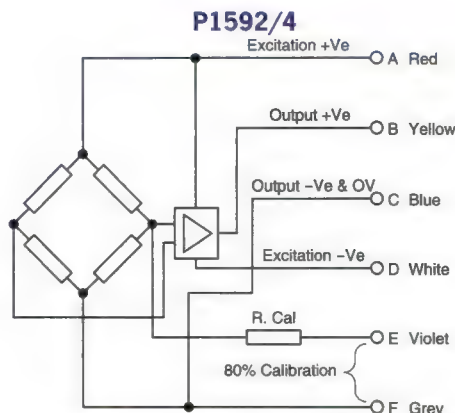 P1592/4
Excitation +Ve
A Red
Output +Ve
B Yellow
Output –Ve & OV
C Blue
Excitation –Ve
D White
R. Cal
E Violet
80% Calibration
F Grey